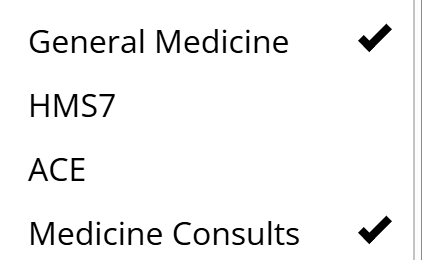 General Medicine ✔
HMS7
ACE
Medicine Consults ✔